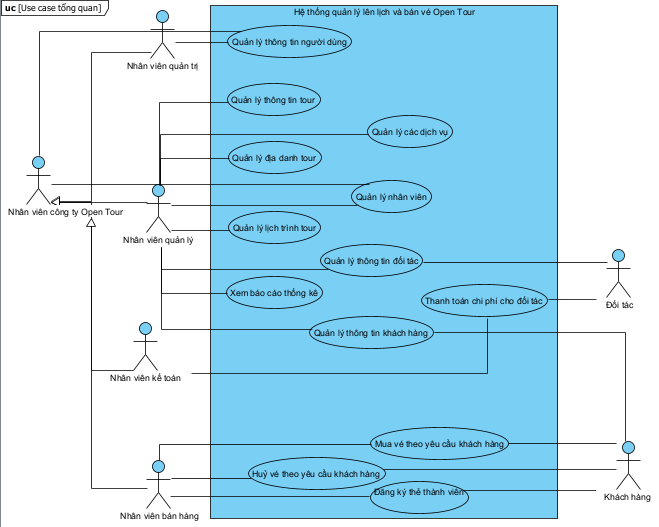 uc [Use case tổng quan]
Hệ thống quản lý lên lịch và bán vé Open Tour
Quản lý thông tin người dùng
Nhân viên quản trị
Quản lý thông tin tour
Quản lý các dịch vụ
Quản lý địa danh tour
Quản lý nhân viên
Nhân viên công ty Open Tour
Quản lý lịch trình tour
Nhân viên quản lý
Quản lý thông tin đối tác
Xem báo cáo thống kê
Thanh toán chi phí cho đối tác
Đối tác
Quản lý thông tin khách hàng
Nhân viên kế toán
Mua vé theo yêu cầu khách hàng
Huỷ vé theo yêu cầu khách hàng
Đăng ký thẻ thành viên
Khách hàng
Nhân viên bán hàng